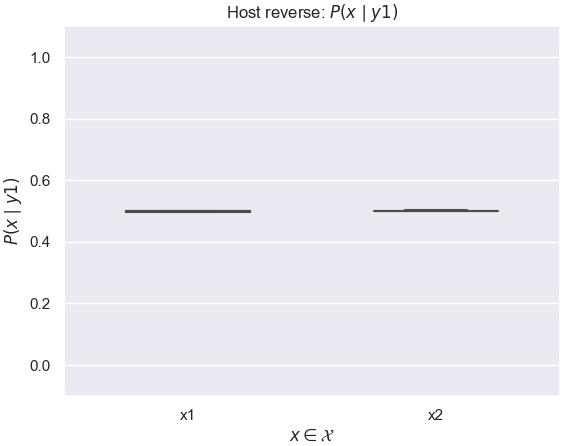 Host reverse: P(x | y1)
1.0
0.8
0.6
0.4
0.2
0.0
P(x | y1)
x1 x2
x ∈ 𝒳